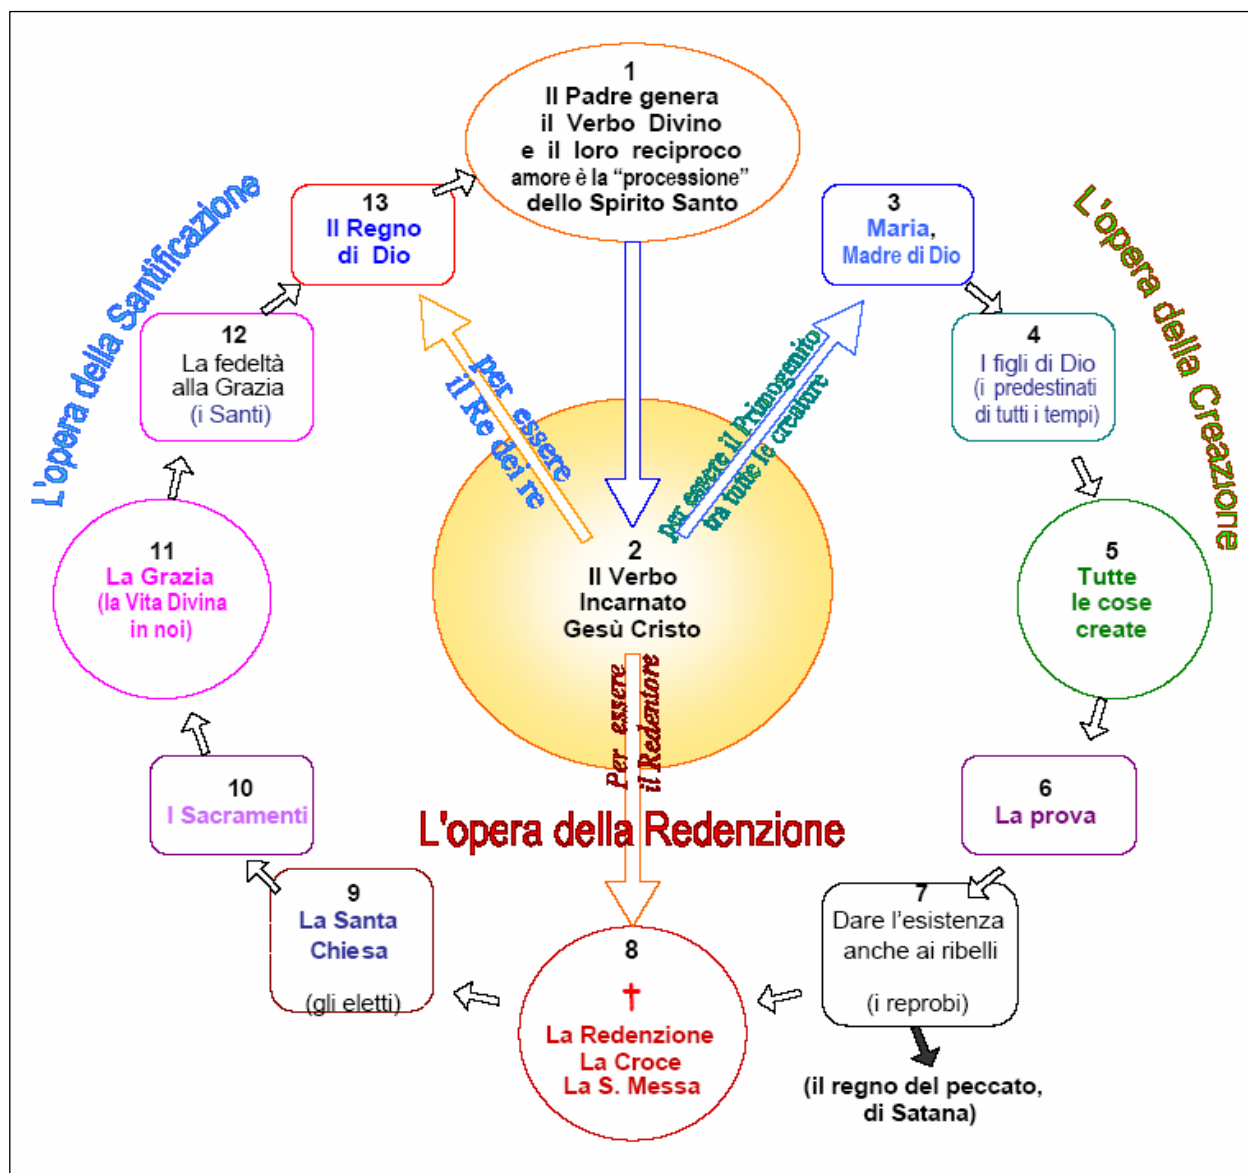 1
Il Padre genera
il Verbo Divino
e il loro reciproco
amore è la “processione”
dello Spirito Santo
13
Il Regno
di Dio
3
Maria,
Madre di Dio
L'opera della Santificazione
L'opera della Creazione
12
La fedeltà
alla Grazia
(i Santi)
per essere
il Re dei re
per essere il Primogenito
tra tutte le creature
4
I figli di Dio
(i predestinati
di tutti i tempi)
11
La Grazia
(la Vita Divina
in noi)
2
Il Verbo
Incarnato
Gesù Cristo
5
Tutte
le cose
create
Per essere
il Redentore
10
I Sacramenti
6
La prova
L'opera della Redenzione
9
La Santa
Chiesa
(gli eletti)
8
La Redenzione
La Croce
La S. Messa
7
Dare l’esistenza
anche ai ribelli
(i reprobi)
(il regno del peccato,
di Satana)